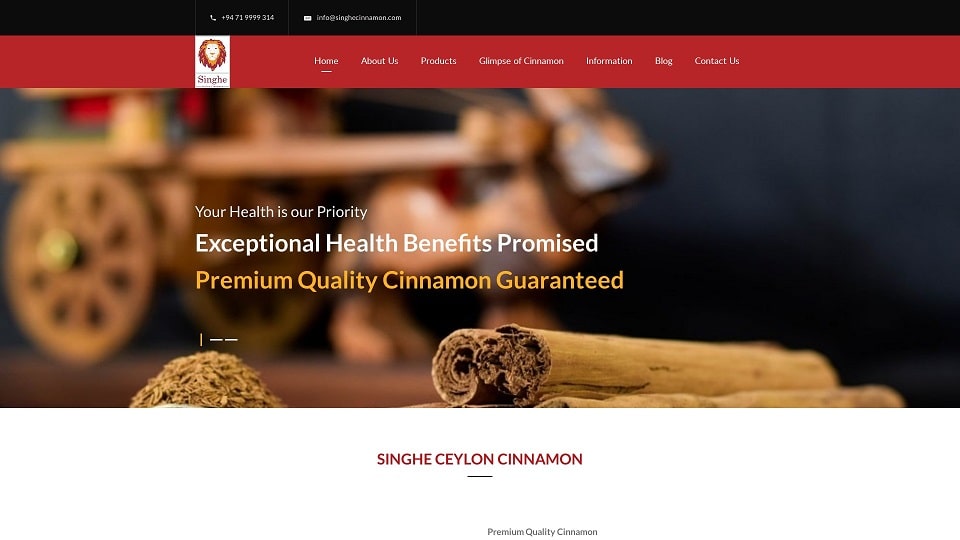 +94 71 9999 314
info@singhecinnamon.com
Singhe
Home
About Us
Products
Glimpse of Cinnamon
Information
Blog
Contact Us
Your Health is our Priority
Exceptional Health Benefits Promised
Premium Quality Cinnamon Guaranteed
SINGHE CEYLON CINNAMON
Premium Quality Cinnamon